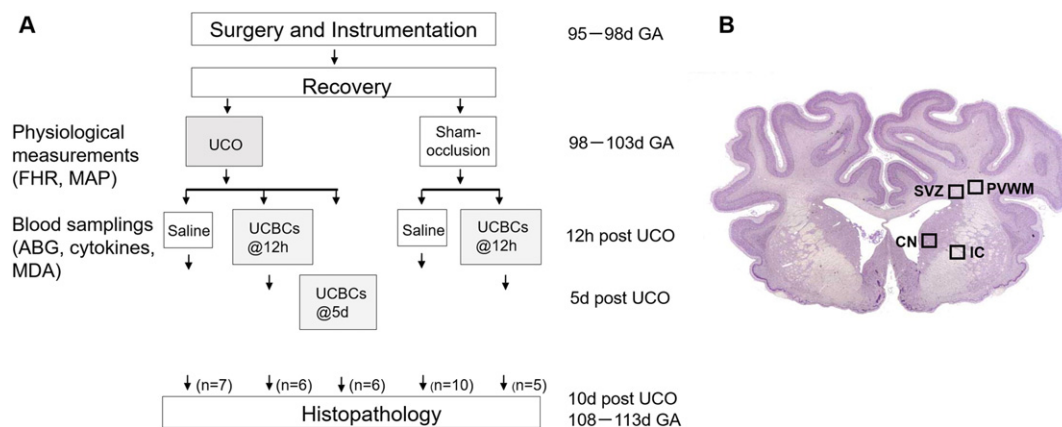 A
Surgery and Instrumentation
95—98d GA
Recovery
Physiological
measurements
(FHR, MAP)
UCO
Sham-
occlusion
98—103d GA
Blood samplings
(ABG, cytokines,
MDA)
Saline
UCBCs
@12h
Saline
UCBCs
@12h
12h post UCO
UCBCs
@5d
5d post UCO
(n=7)
(n=6)
(n=6)
(n=10)
(n=5)
Histopathology
10d post UCO
108—113d GA
B
SVZ
PVWM
CN
IC